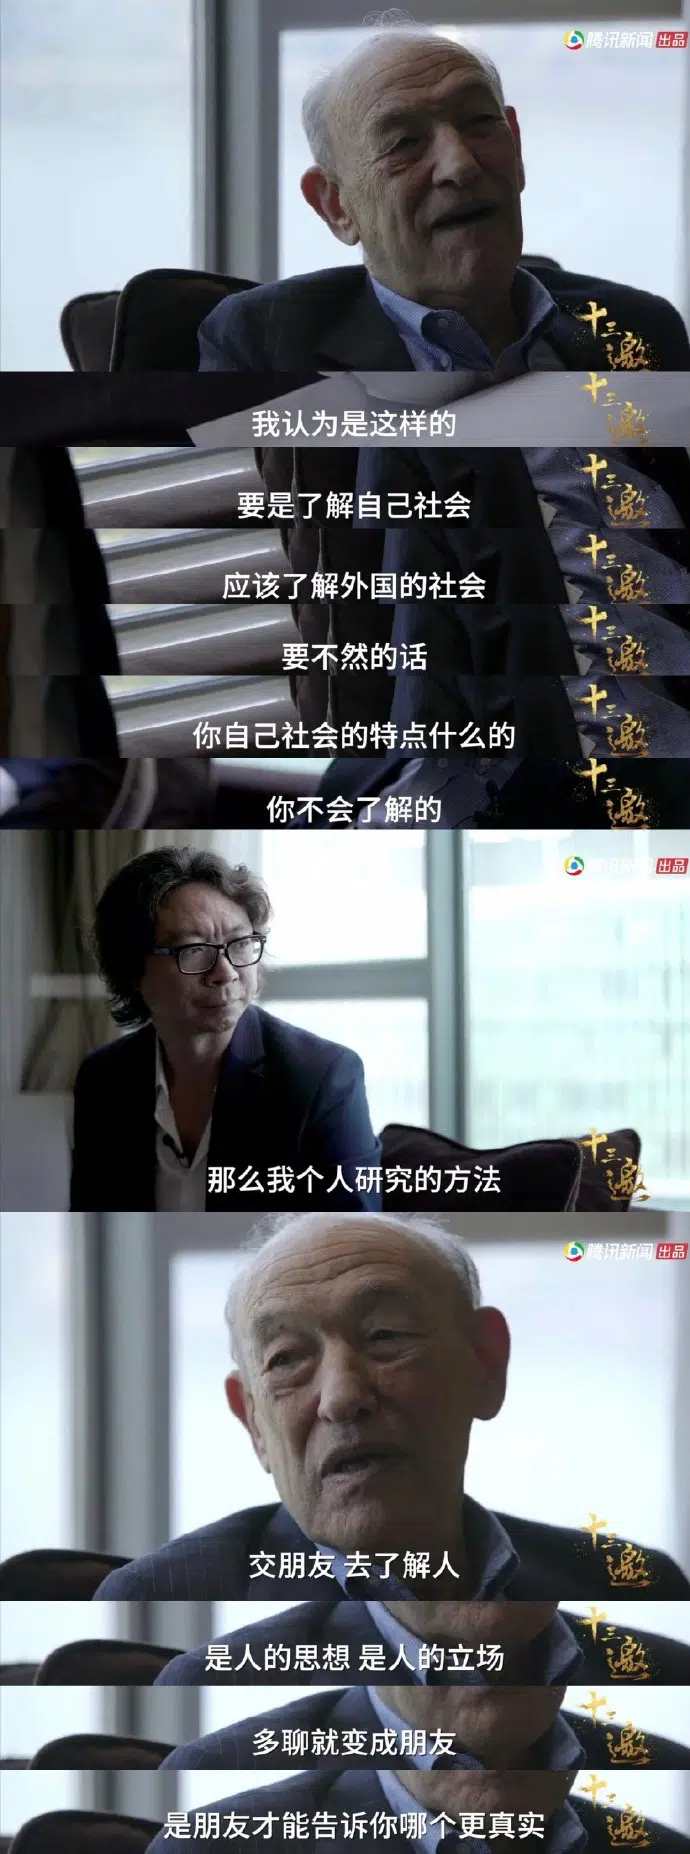 腾讯新闻 出品
十三邀
我认为是这样的
十三邀
要是了解自己社会
十三邀
应该了解外国的社会
十三邀
要不然的话
十三邀
你自己社会的特点什么的
十三邀
你不会了解的
十三邀
腾讯新闻 出品
那么我个人研究的方法
十三邀
腾讯新闻 出品
交朋友 去了解人
十三邀
是人的思想 是人的立场
十三邀
多聊就变成朋友
十三邀
是朋友才能告诉你哪个更真实
十三邀